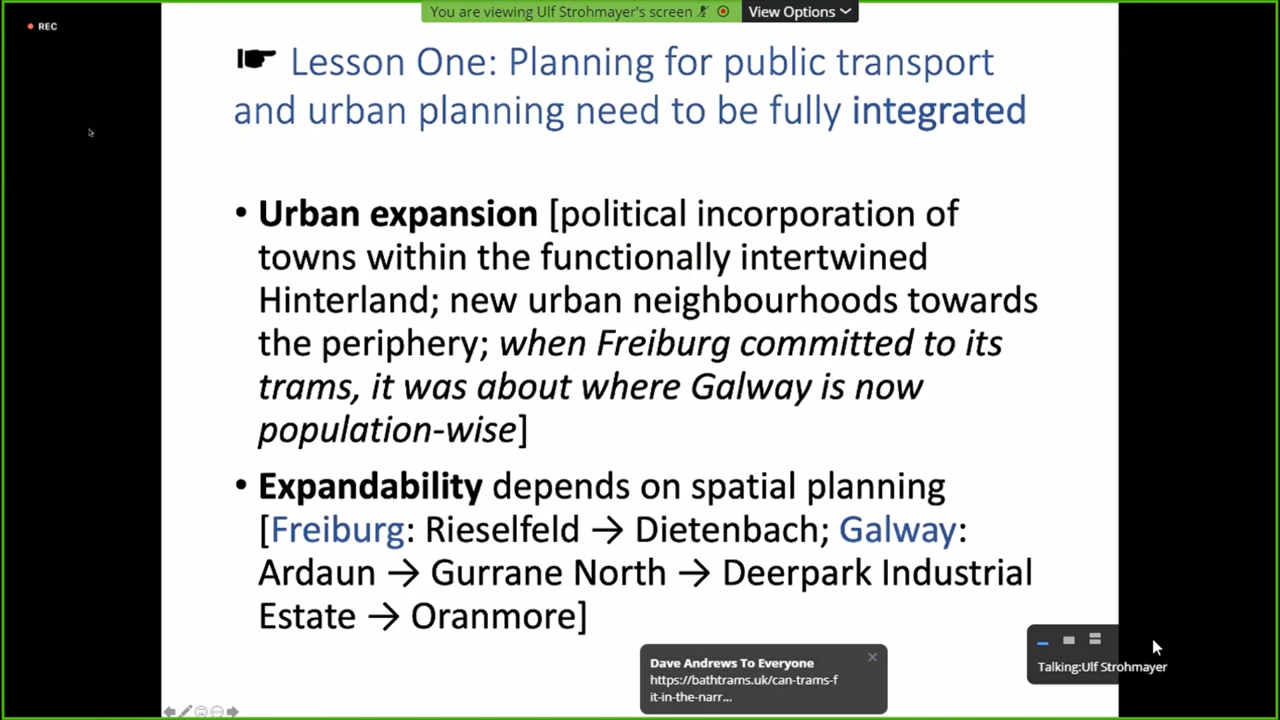 You are viewing Ulf Strohmayer's screen
View Options
REC
☛ Lesson One: Planning for public transport
and urban planning need to be fully integrated
• Urban expansion [political incorporation of
towns within the functionally intertwined
Hinterland; new urban neighbourhoods towards
the periphery; when Freiburg committed to its
trams, it was about where Galway is now
population-wise]
• Expandability depends on spatial planning
[Freiburg: Rieselfeld → Dietenbach; Galway:
Ardaun → Gurrane North → Deerpark Industrial
Estate → Oranmore]
Dave Andrews To Everyone
https://bathtrams.uk/can-trams-f
it-in-the-narr...
Talking:Ulf Strohmayer